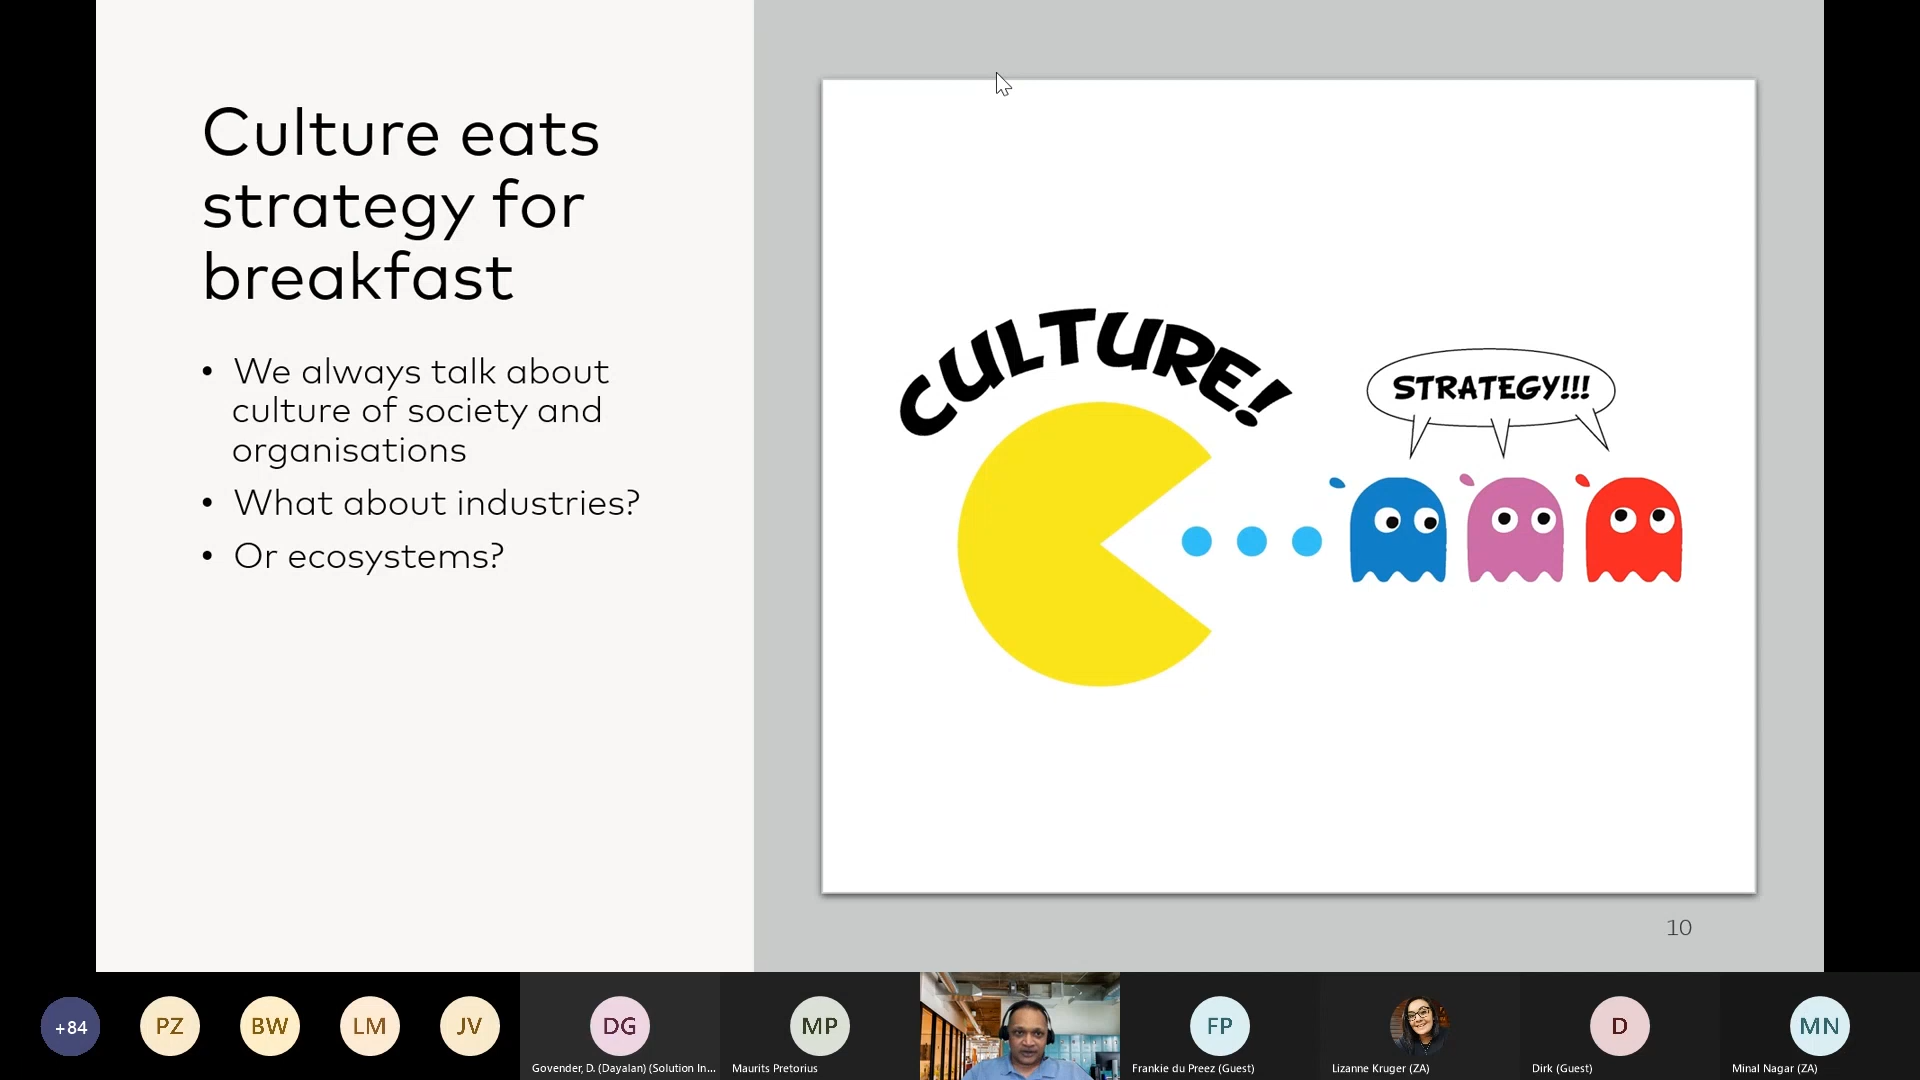 Culture eats
strategy for
breakfast
• We always talk about
culture of society and
organisations
• What about industries?
• Or ecosystems?
CULTURE!
STRATEGY!!!
10
+84
PZ
BW
LM
JV
DG
Govender, D. (Dayalan) (Solution In...
MP
Maurits Pretorius
FP
Frankie du Preez (Guest)
Lizanne Kruger (ZA)
D
Dirk (Guest)
MN
Minal Nagar (ZA)